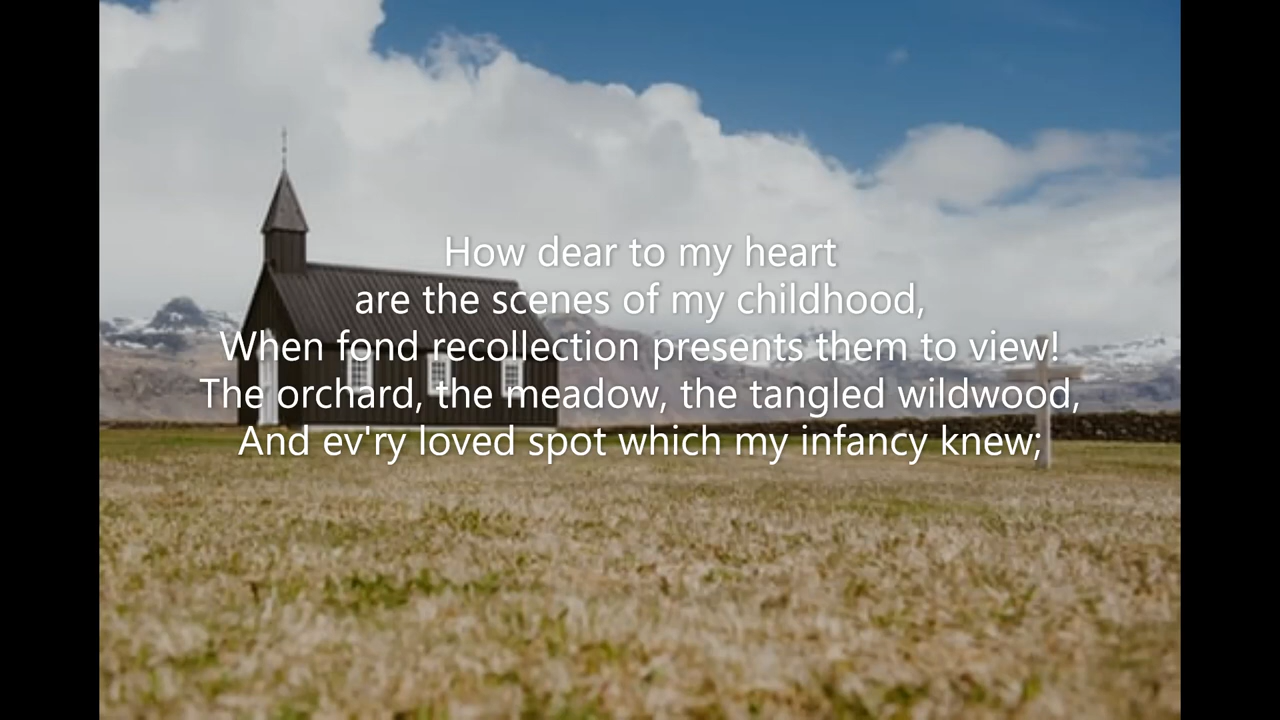 How dear to my heart
are the scenes of my childhood,
When fond recollection presents them to view!
The orchard, the meadow, the tangled wildwood,
And ev'ry loved spot which my infancy knew;